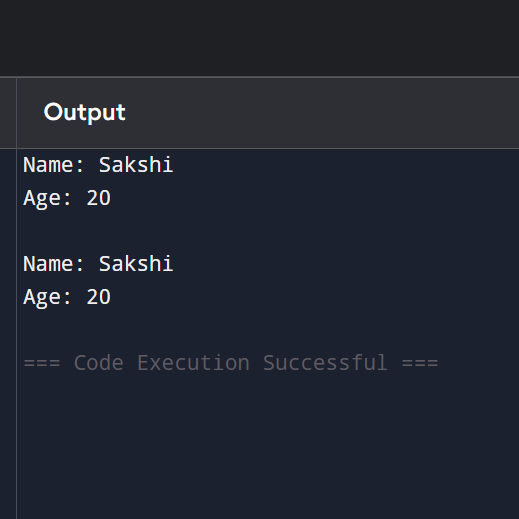 Output
Name: Sakshi
Age: 20
Name: Sakshi
Age: 20
=== Code Execution Successful ===